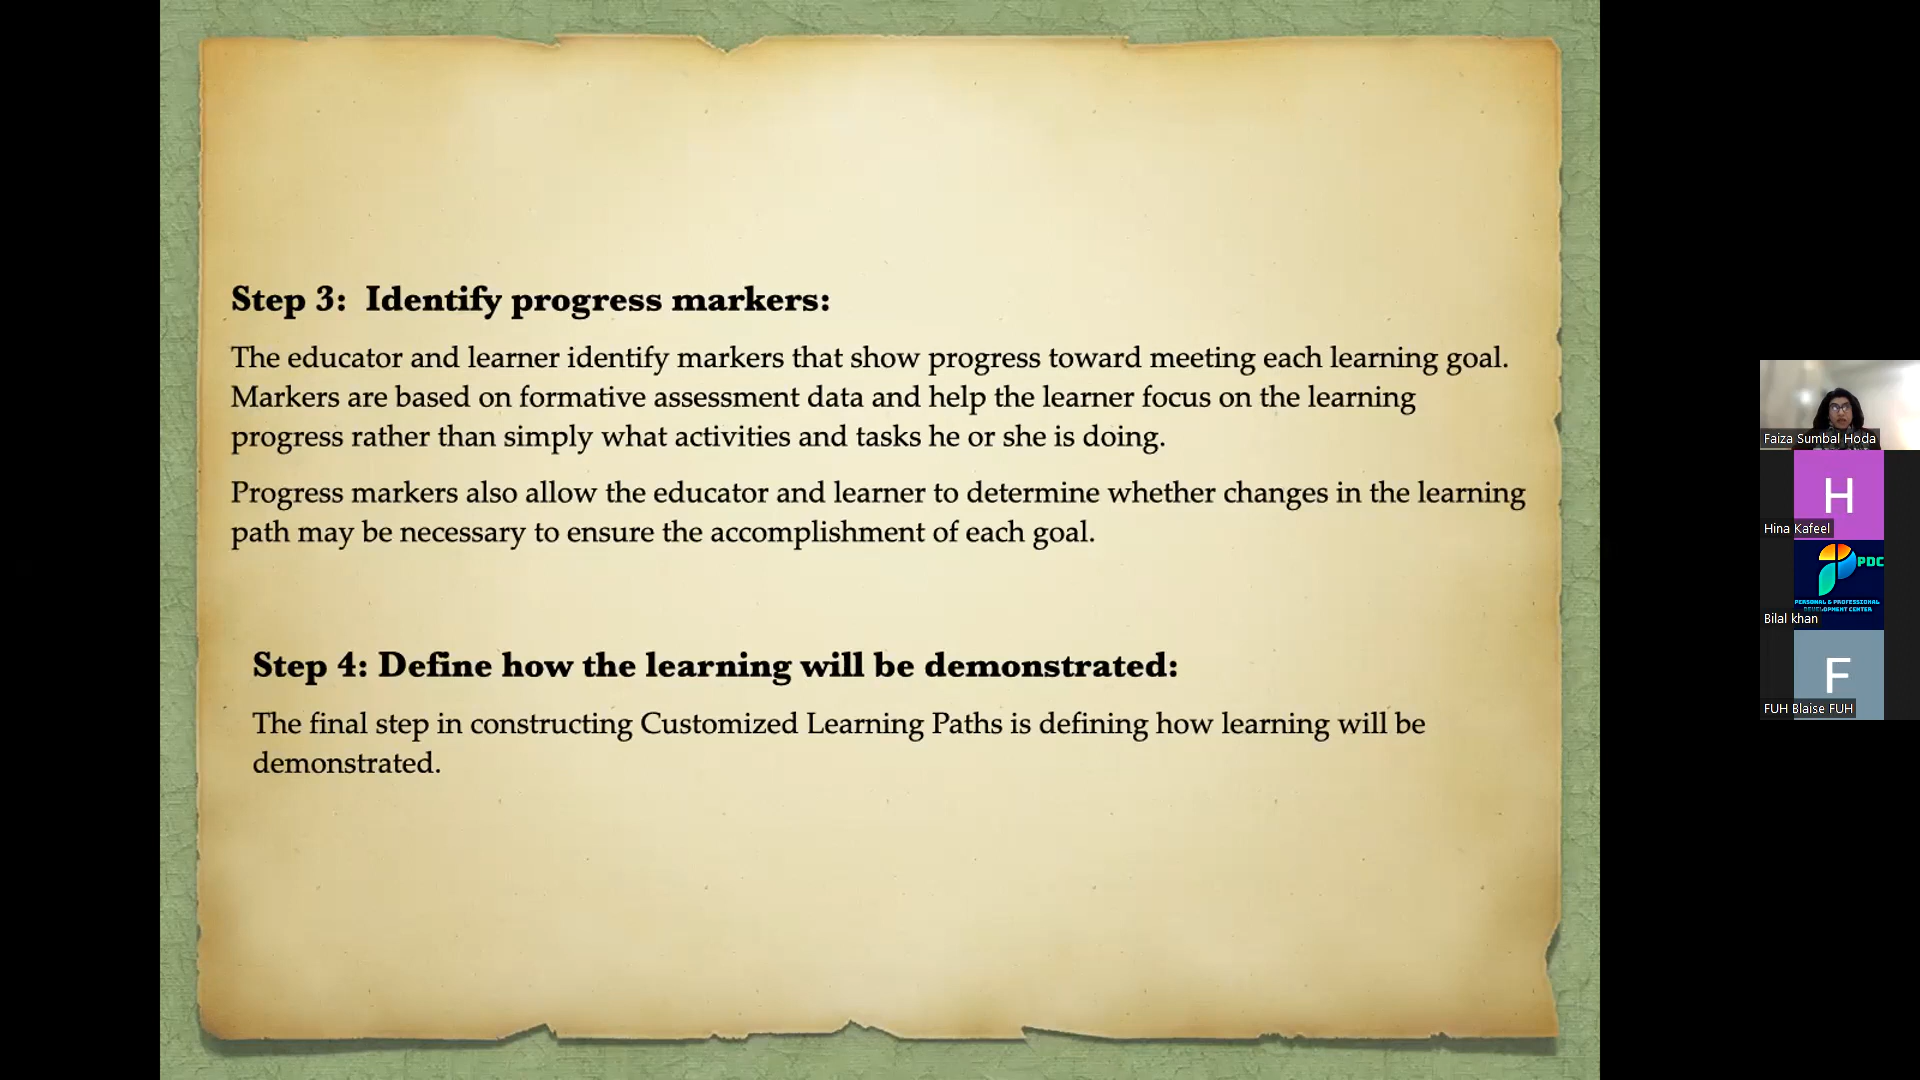 Step 3:  Identify progress markers:
The educator and learner identify markers that show progress toward meeting each learning goal.
Markers are based on formative assessment data and help the learner focus on the learning
progress rather than simply what activities and tasks he or she is doing.
Progress markers also allow the educator and learner to determine whether changes in the learning
path may be necessary to ensure the accomplishment of each goal.
Step 4: Define how the learning will be demonstrated:
The final step in constructing Customized Learning Paths is defining how learning will be
demonstrated.
Faiza Sumbal Hoda
H
Hina Kafeel
PDC
PERSONAL & PROFESSIONAL
DEVELOPMENT CENTER
Bilal khan
F
FUH Blaise FUH